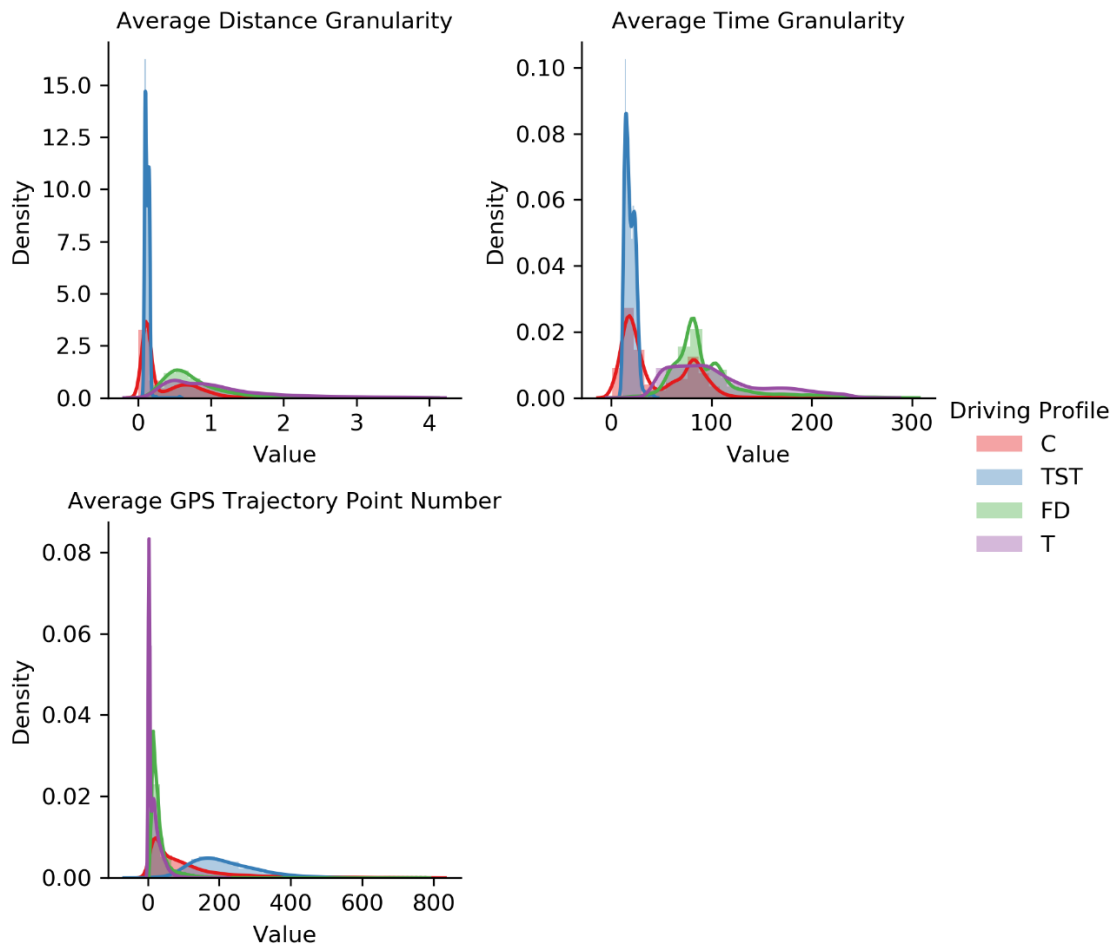 Average Distance Granularity
15.0
12.5
10.0
7.5
5.0
2.5
0.0
Density
0 1 2 3 4
Value
Average Time Granularity
0.10
0.08
0.06
0.04
0.02
0.00
Density
0 100 200 300
Value
Driving Profile
C
TST
FD
T
Average GPS Trajectory Point Number
0.08
0.06
0.04
0.02
0.00
Density
0 200 400 600 800
Value